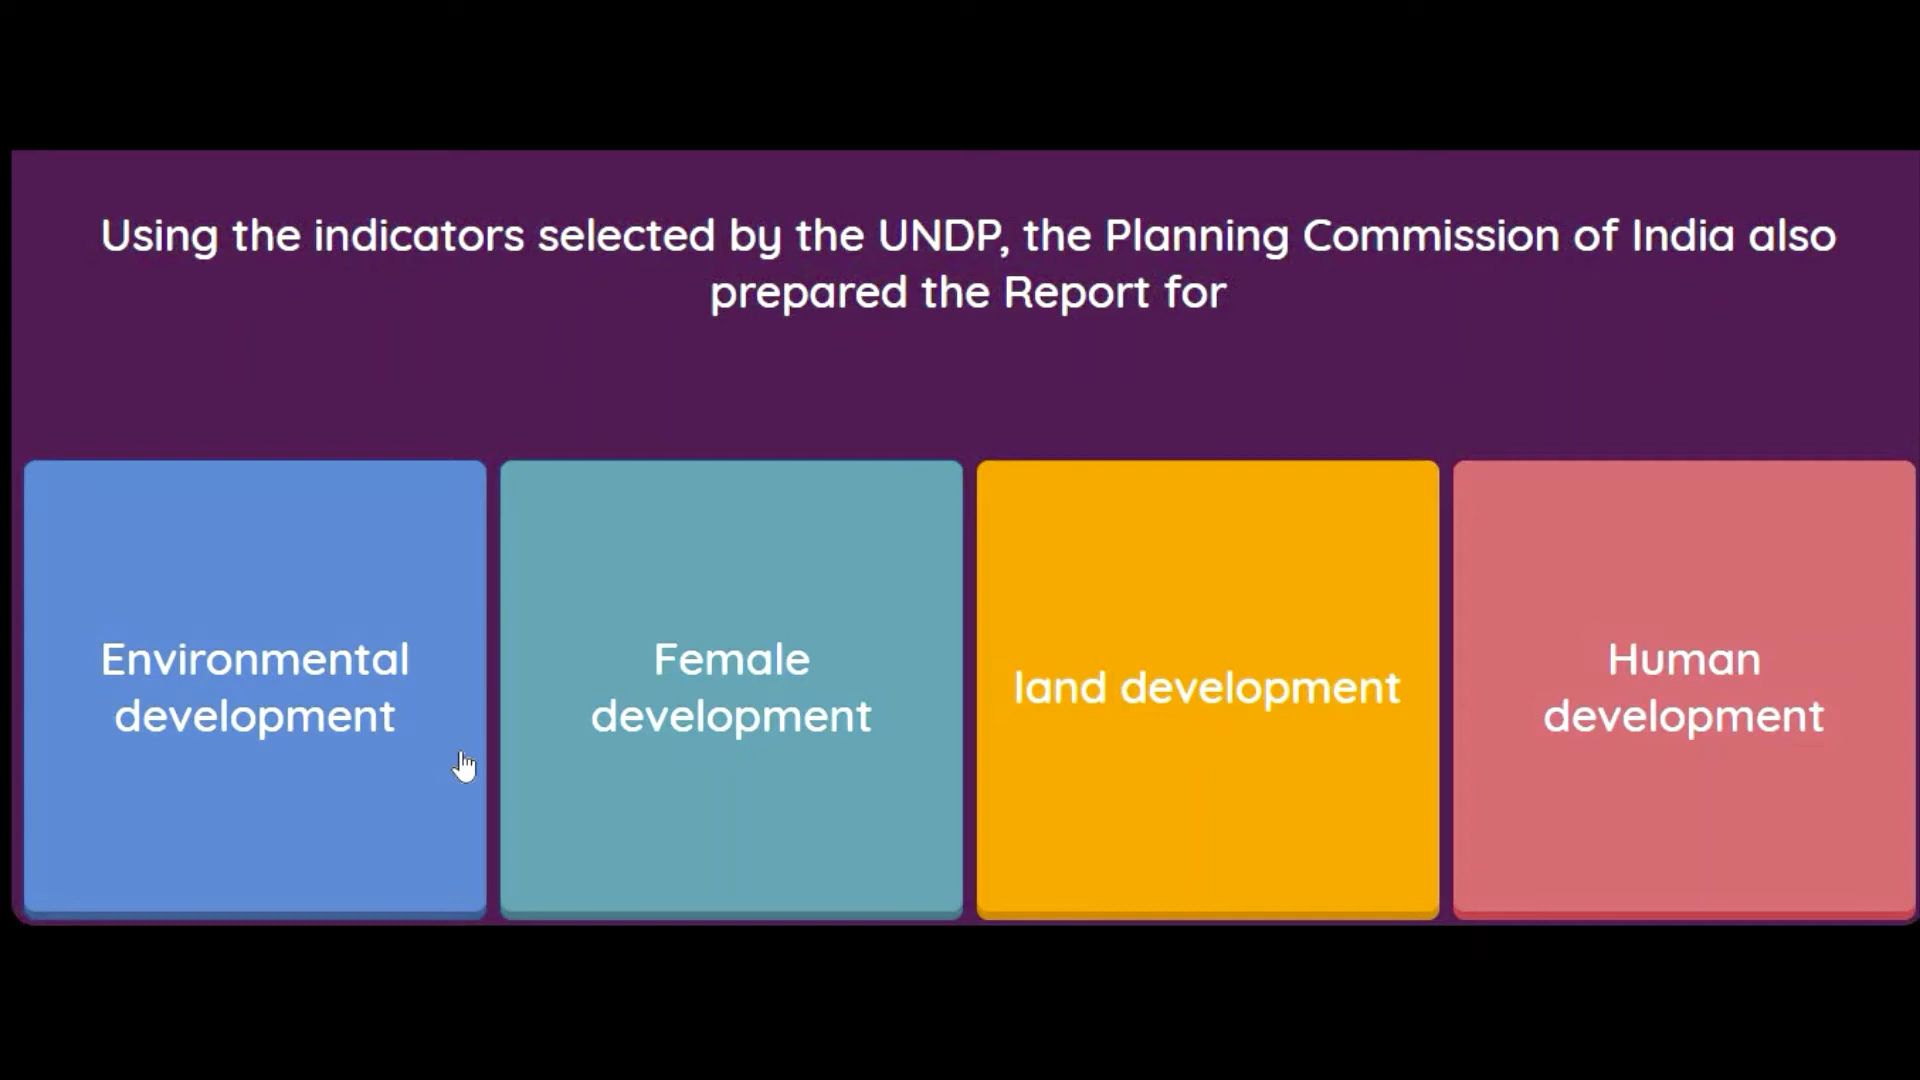 Using the indicators selected by the UNDP, the Planning Commission of India also
prepared the Report for
Environmental
development
Female
development
land development
Human
development